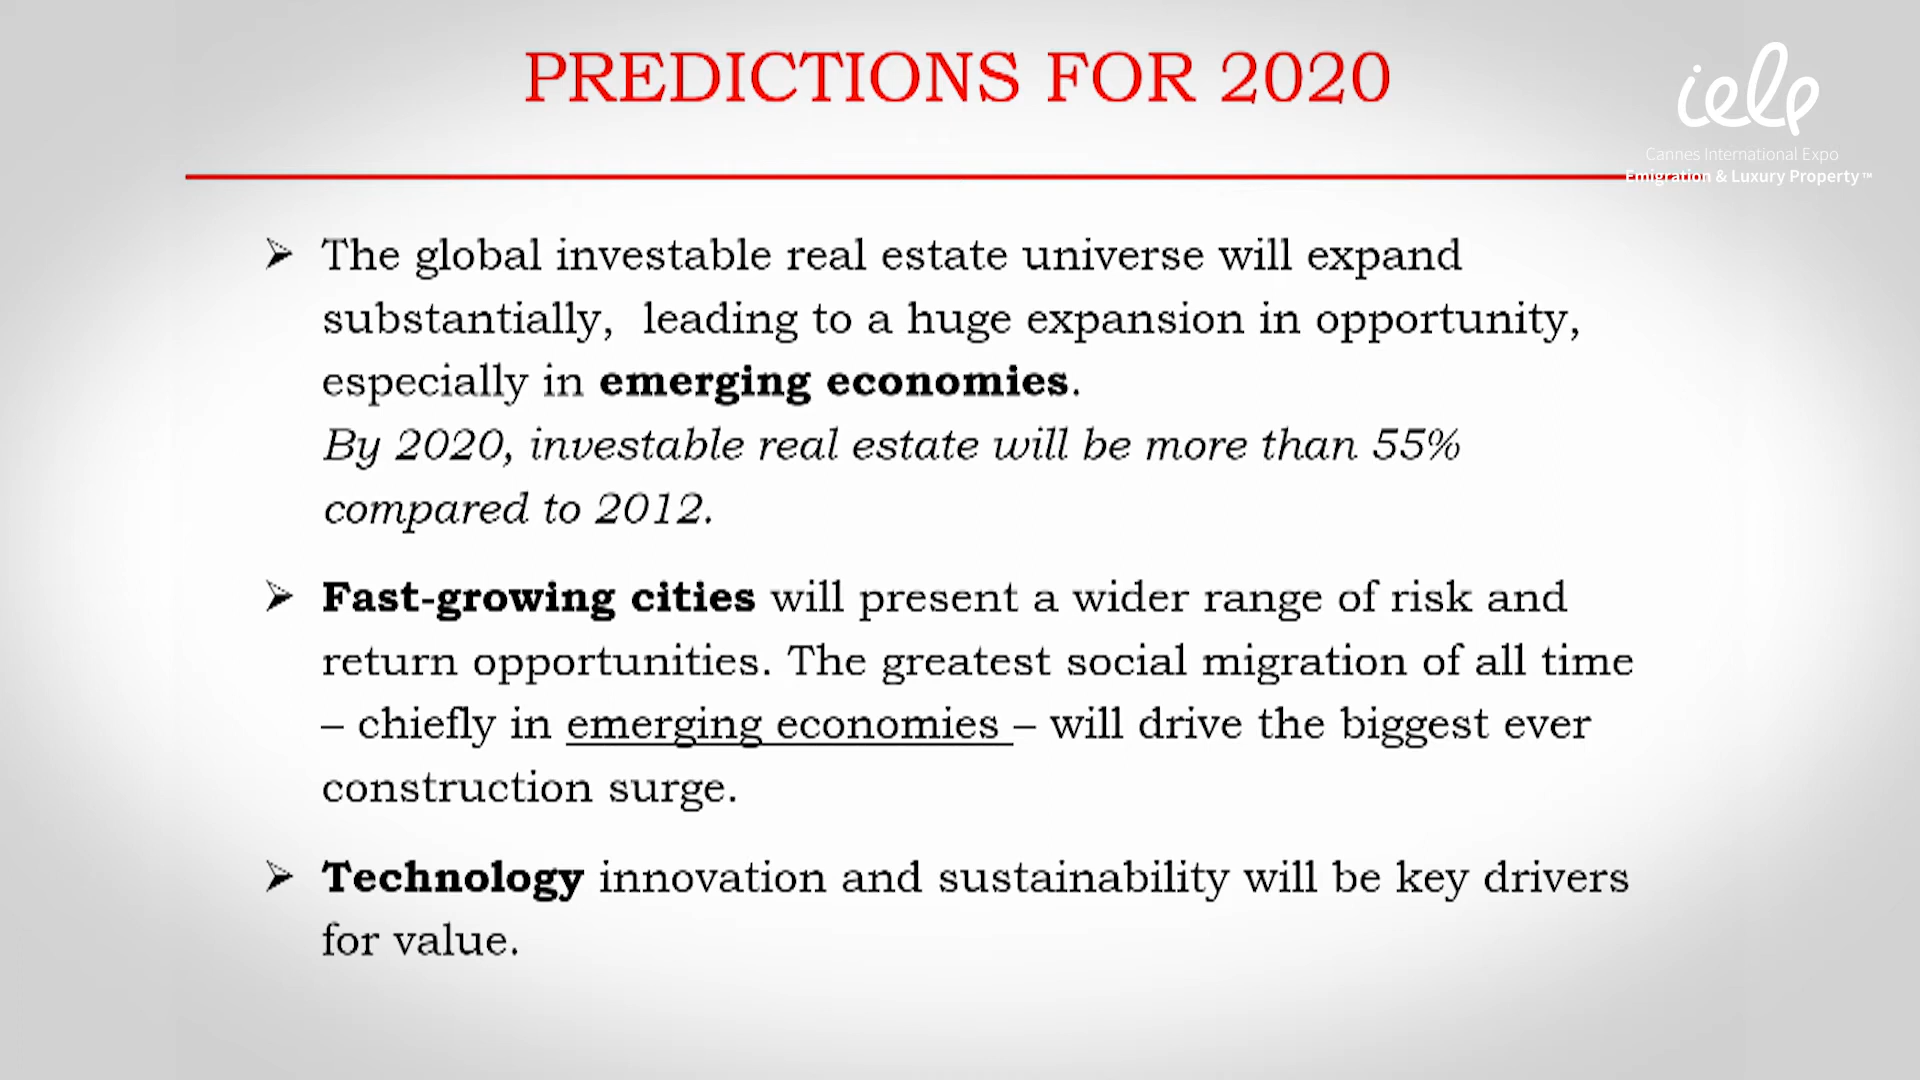 PREDICTIONS FOR 2020
ielp
Cannes International Expo
Emigration & Luxury Property™
➢ The global investable real estate universe will expand
substantially, leading to a huge expansion in opportunity,
especially in emerging economies.
By 2020, investable real estate will be more than 55%
compared to 2012.
➢ Fast-growing cities will present a wider range of risk and
return opportunities. The greatest social migration of all time
– chiefly in emerging economies – will drive the biggest ever
construction surge.
➢ Technology innovation and sustainability will be key drivers
for value.